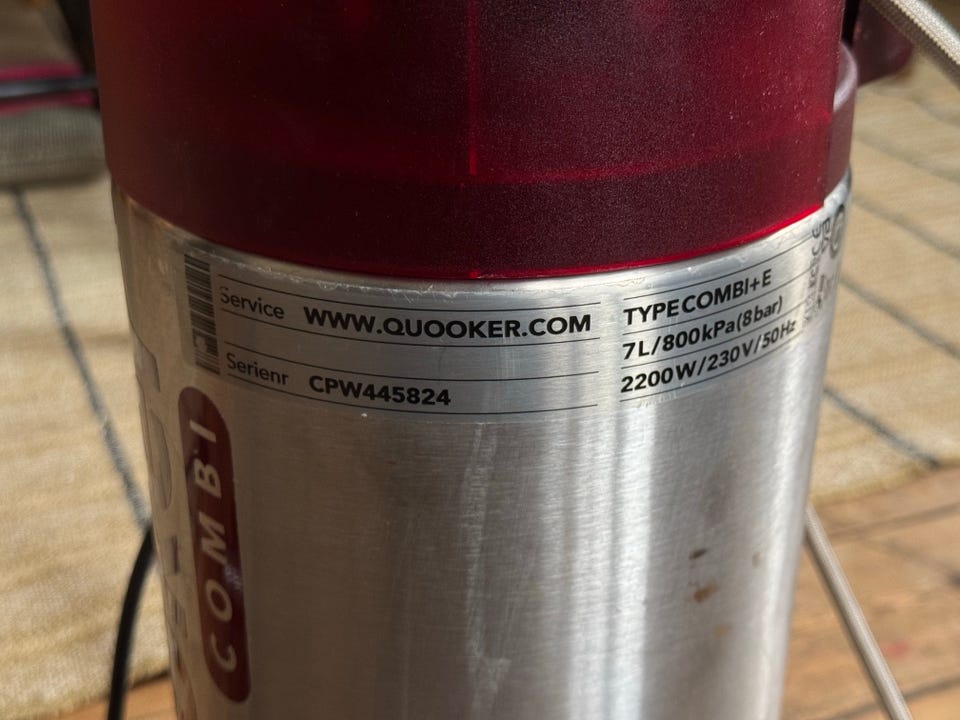 Service WWW.QUOOKER.COM
Serienr CPW445824
TYPE COMBI+E
7L/800kPa(8bar)
2200W/230V/50Hz
COMBI